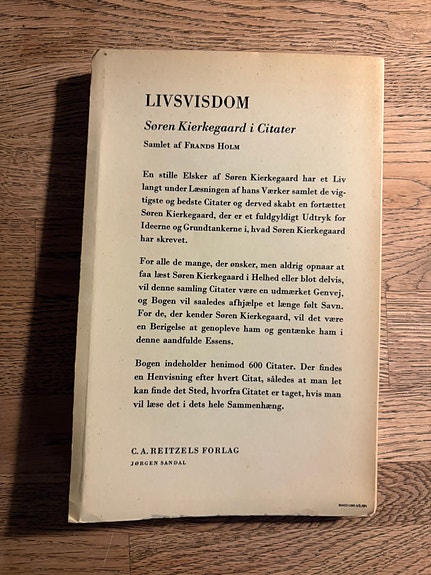 LIVSVISDOM
Søren Kierkegaard i Citater
Samlet af FRANDS HOLM
En stille Elsker af Søren Kierkegaard har et Liv
langt under Læsningen af hans Værker samlet de vig-
tigste og bedste Citater og derved skabt en fortættet
Søren Kierkegaard, der er et fuldgyldigt Udtryk for
Ideerne og Grundtankerne i, hvad Søren Kierkegaard
har skrevet.
For alle de mange, der ønsker, men aldrig opnaar at
faa læst Søren Kierkegaard i Helhed eller blot delvis,
vil denne samling Citater være en udmærket Genvej,
og Bogen vil saaledes afhjælpe et længe følt Savn.
For de, der kender Søren Kierkegaard, vil det være
en Berigelse at genopleve ham og gentænke ham i
denne aandfulde Essens.
Bogen indeholder henimod 600 Citater. Der findes
en Henvisning efter hvert Citat, således at man let
kan finde det Sted, hvorfra Citatet er taget, hvis man
vil læse det i dets hele Sammenhæng.
C. A. REITZELS FORLAG
JØRGEN SANDAL